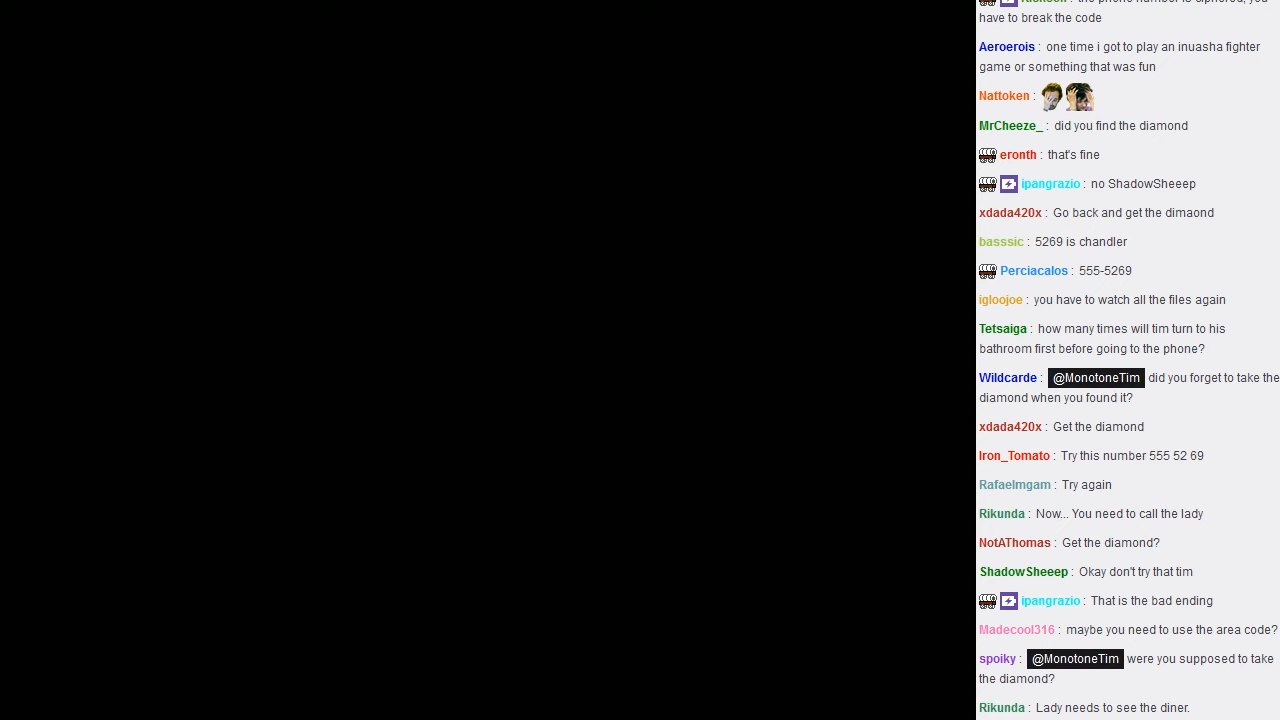 have to break the code
Aeroerois : one time i got to play an inuasha fighter
game or something that was fun
Nattoken :
MrCheeze_ : did you find the diamond
eronth : that's fine
ipangrazio : no ShadowSheeep
xdada420x : Go back and get the dimaond
basssic : 5269 is chandler
Perciacalos : 555-5269
igloojoe : you have to watch all the files again
Tetsaiga : how many times will tim turn to his
bathroom first before going to the phone?
Wildcarde : @MonotoneTim did you forget to take the
diamond when you found it?
xdada420x : Get the diamond
Iron_Tomato : Try this number 555 52 69
Rafaelmgam : Try again
Rikunda : Now... You need to call the lady
NotAThomas : Get the diamond?
ShadowSheeep : Okay don't try that tim
ipangrazio : That is the bad ending
Madecool316 : maybe you need to use the area code?
spoiky : @MonotoneTim were you supposed to take
the diamond?
Rikunda : Lady needs to see the diner.